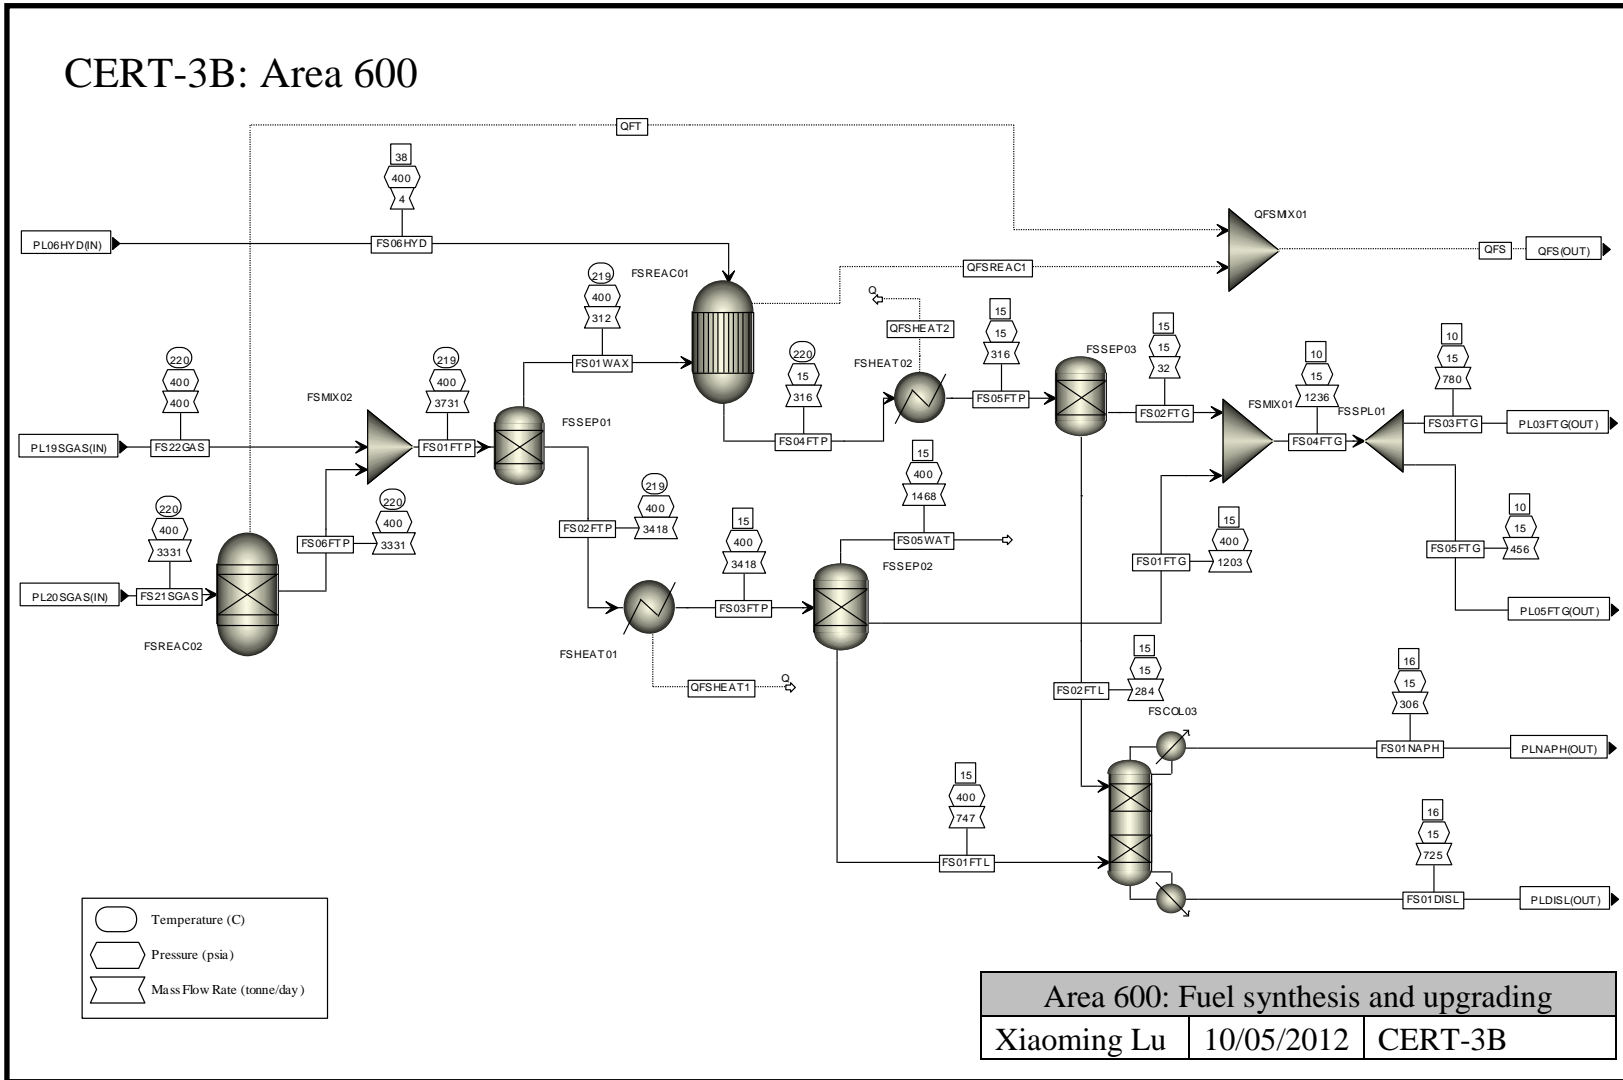 CERT-3B: Area 600
QFT
38
400
4
PL06HYD(IN)
FS06HYD
QFSMIX01
QFS
QFS(OUT)
FSREAC01
QFSREAC1
219
400
312
FS01WAX
Q
QFSHEAT2
FSHEAT02
15
15
316
FS05FTP
220
15
316
FS04FTP
FSSEP03
15
15
32
FS02FTG
FSMIX01
10
15
1236
FS04FTG
FSSPL01
10
15
780
FS03FTG
PL03FTG(OUT)
220
400
400
PL19SGAS(IN)
FS22GAS
FSMIX02
219
400
3731
FS01FTP
FSSEP01
220
400
3331
PL20SGAS(IN)
FS21SGAS
FSREAC02
220
400
3331
FS06FTP
219
400
3418
FS02FTP
FSHEAT01
QFSHEAT1
Q
15
400
3418
FS03FTP
15
400
1468
FS05WAT
FSSEP02
15
400
1203
FS01FTG
10
15
456
FS05FTG
PL05FTG(OUT)
15
15
284
FS02FTL
FSCOL03
16
15
306
FS01NAPH
PLNAPH(OUT)
15
400
747
FS01FTL
16
15
725
FS01DISL
PLDISL(OUT)
Temperature (C)
Pressure (psia)
Mass Flow Rate (tonne/day)
Area 600: Fuel synthesis and upgrading
Xiaoming Lu 10/05/2012 CERT-3B